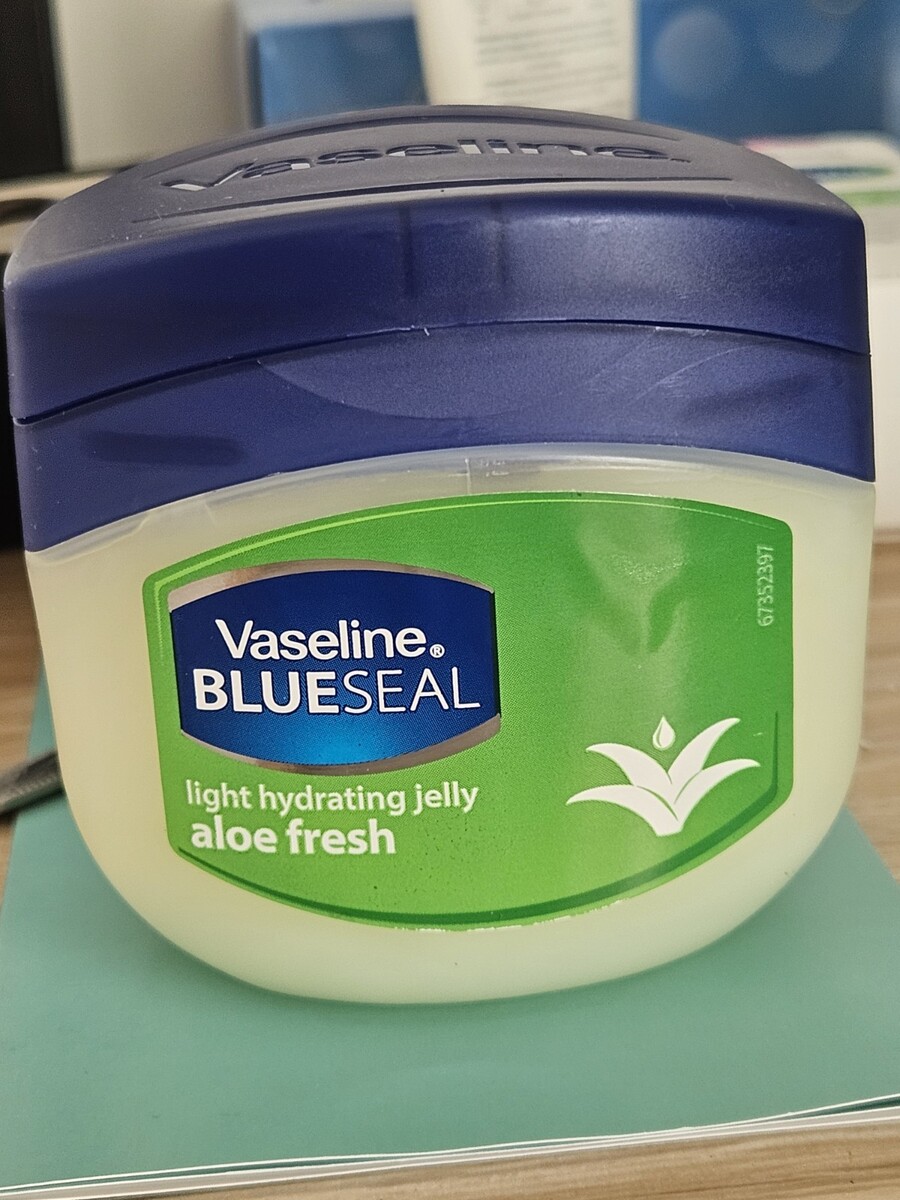 Vaseline
Vaseline®
BLUESEAL
light hydrating jelly
aloe fresh
67352397